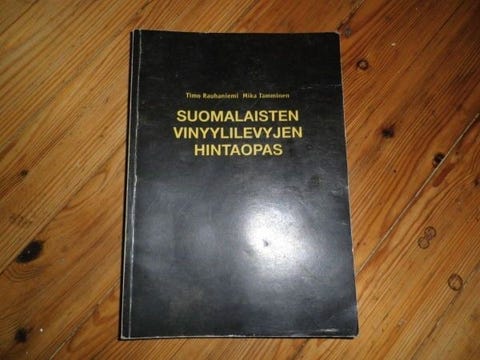 Timo Rauhaniemi Mika Tamminen
SUOMALAISTEN
VINYYLILEVYJEN
HINTAOPAS